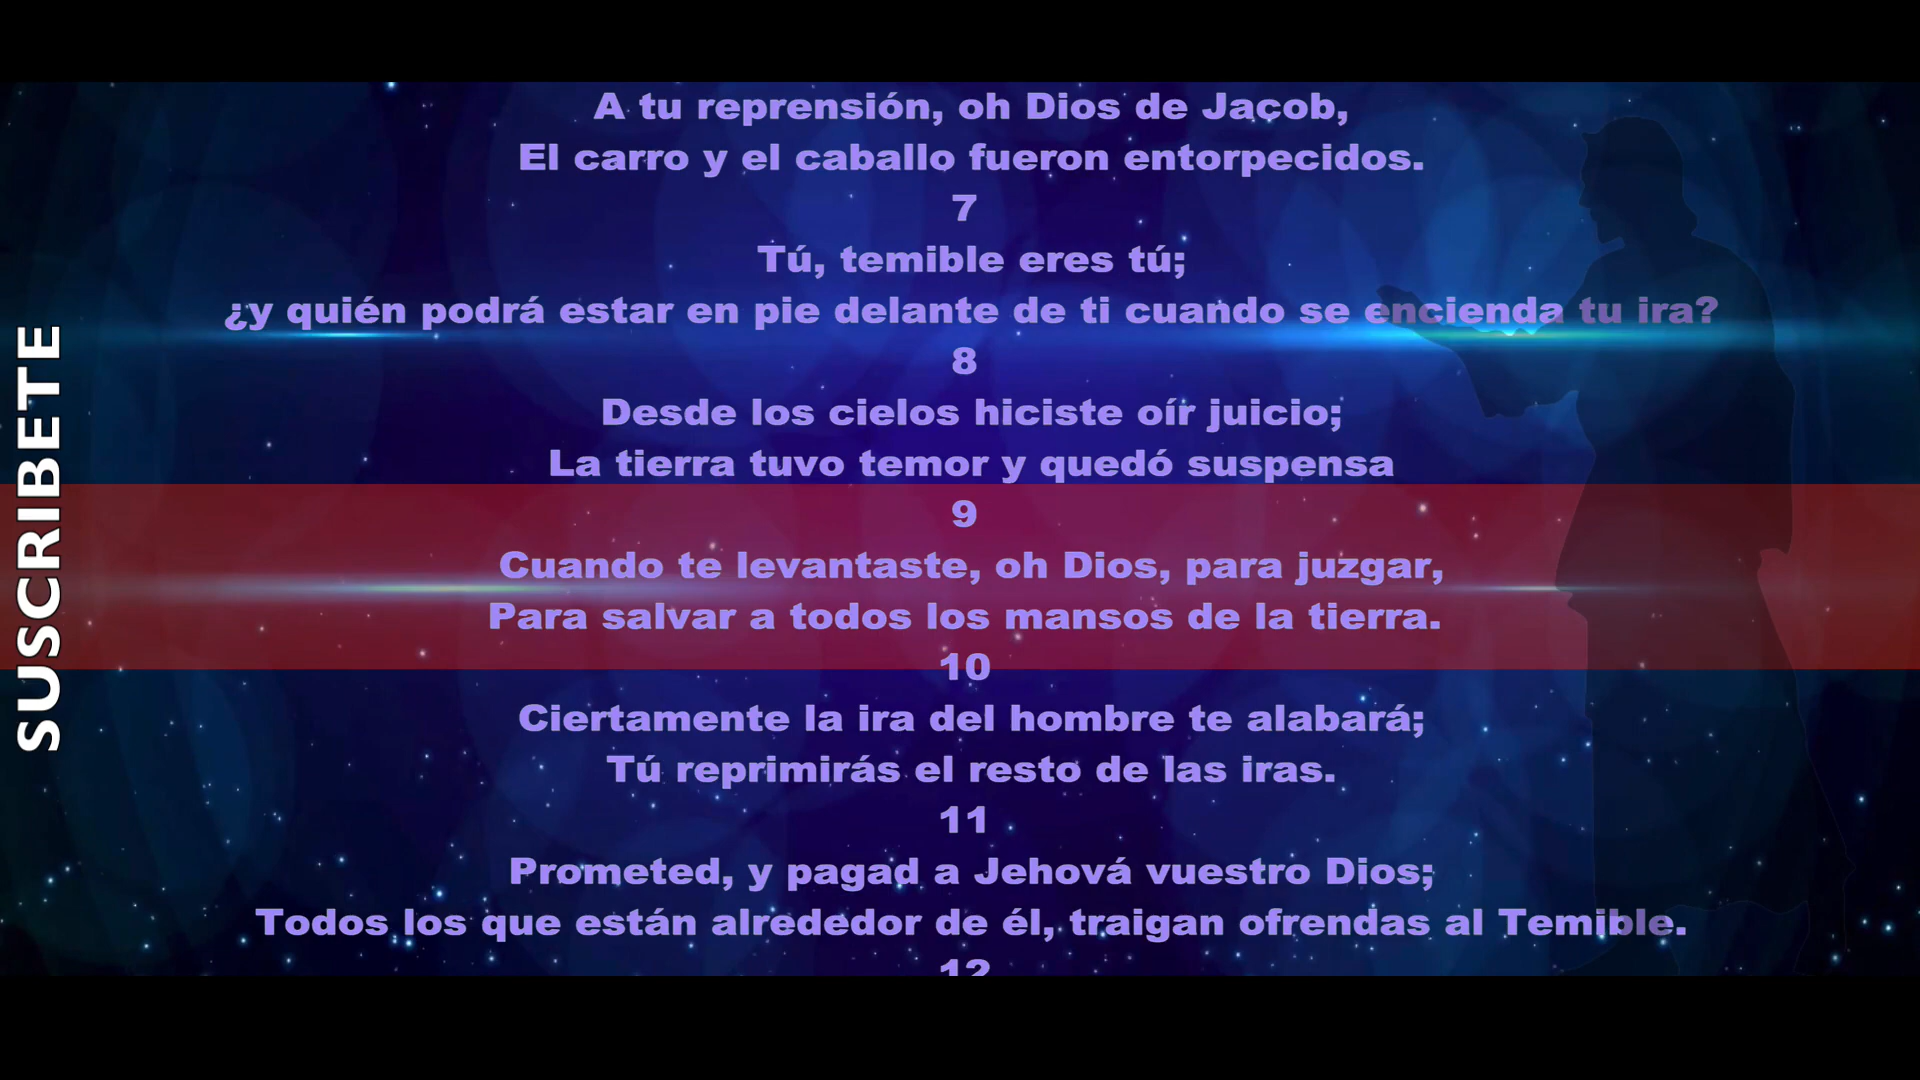 A tu reprensión, oh Dios de Jacob,
El carro y el caballo fueron entorpecidos.
7
Tú, temible eres tú;
¿y quién podrá estar en pie delante de ti cuando se encienda tu ira?
8
Desde los cielos hiciste oír juicio;
La tierra tuvo temor y quedó suspensa
9
Cuando te levantaste, oh Dios, para juzgar,
Para salvar a todos los mansos de la tierra.
10
Ciertamente la ira del hombre te alabará;
Tú reprimirás el resto de las iras.
11
Prometed, y pagad a Jehová vuestro Dios;
Todos los que están alrededor de él, traigan ofrendas al Temible.
12
SUSCRIBETE